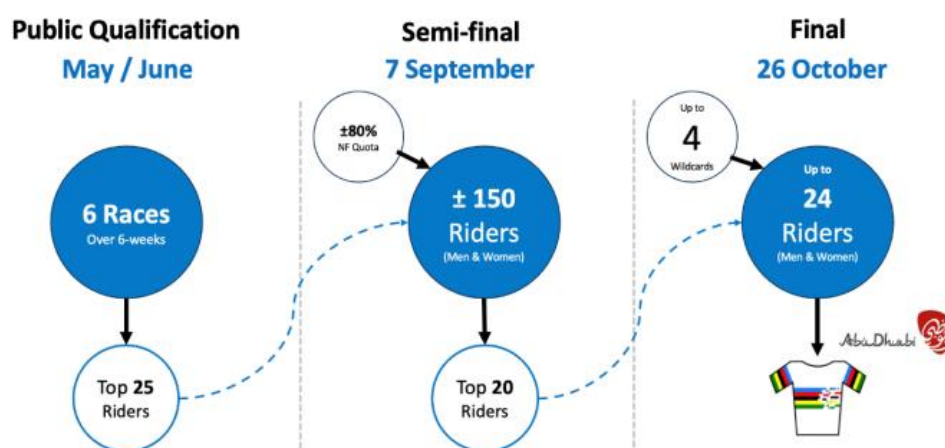 Public Qualification
May / June
6 Races
Over 6-weeks
Top 25
Riders
Semi-final
7 September
±80%
NF Quota
± 150
Riders
(Men & Women)
Top 20
Riders
Final
26 October
Up to
4
Wildcards
Up to
24
Riders
(Men & Women)
Abu Dhabi